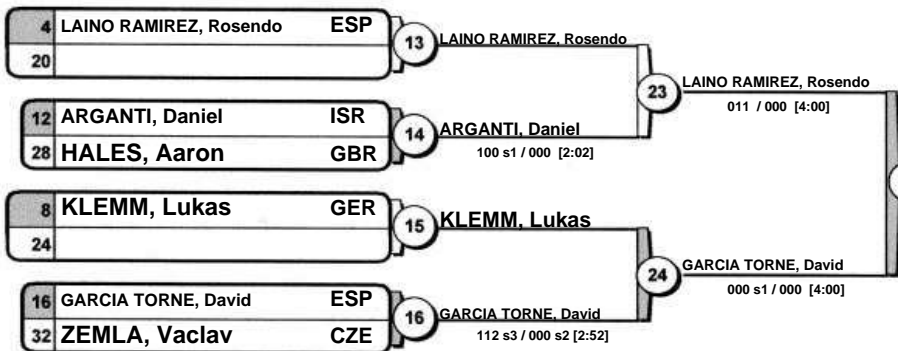 4 LAINO RAMIREZ, Rosendo ESP
20
13
LAINO RAMIREZ, Rosendo
12 ARGANTI, Daniel ISR
28 HALES, Aaron GBR
14
ARGANTI, Daniel
100 s1 / 000 [2:02]
23
LAINO RAMIREZ, Rosendo
011 / 000 [4:00]
8 KLEMM, Lukas GER
24
15
KLEMM, Lukas
16 GARCIA TORNE, David ESP
32 ZEMLA, Vaclav CZE
16
GARCIA TORNE, David
112 s3 / 000 s2 [2:52]
24
GARCIA TORNE, David
000 s1 / 000 [4:00]